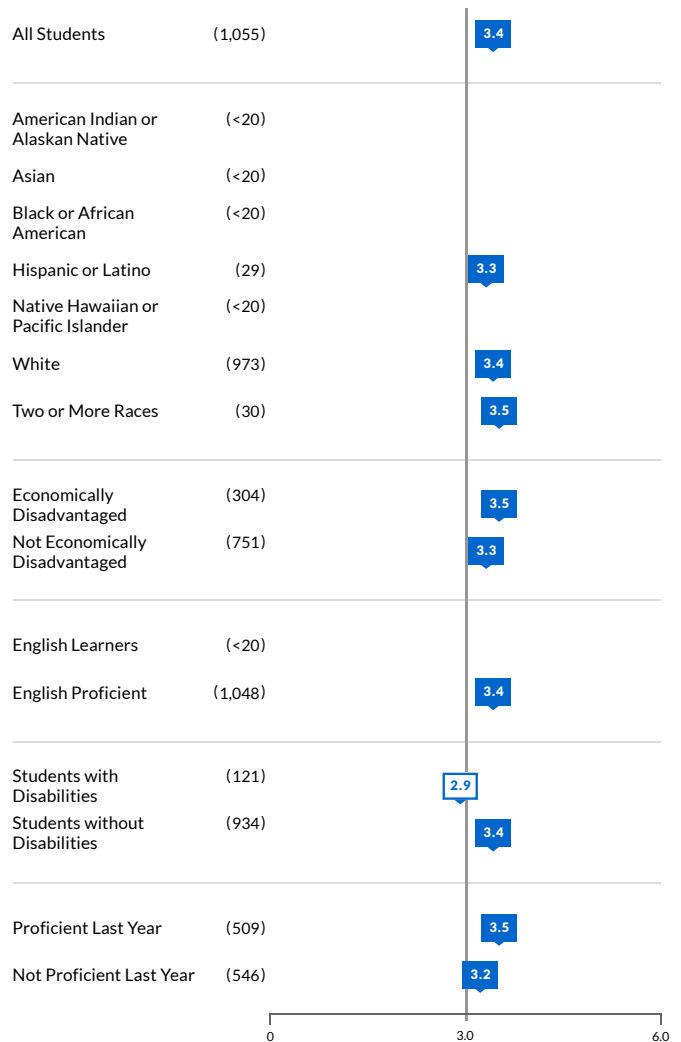 All Students (1,055) 3.4
American Indian or
Alaskan Native (<20)
Asian (<20)
Black or African
American (<20)
Hispanic or Latino (29) 3.3
Native Hawaiian or
Pacific Islander (<20)
White (973) 3.4
Two or More Races (30) 3.5
Economically
Disadvantaged (304) 3.5
Not Economically
Disadvantaged (751) 3.3
English Learners (<20)
English Proficient (1,048) 3.4
Students with
Disabilities (121) 2.9
Students without
Disabilities (934) 3.4
Proficient Last Year (509) 3.5
Not Proficient Last Year (546) 3.2
0 3.0 6.0